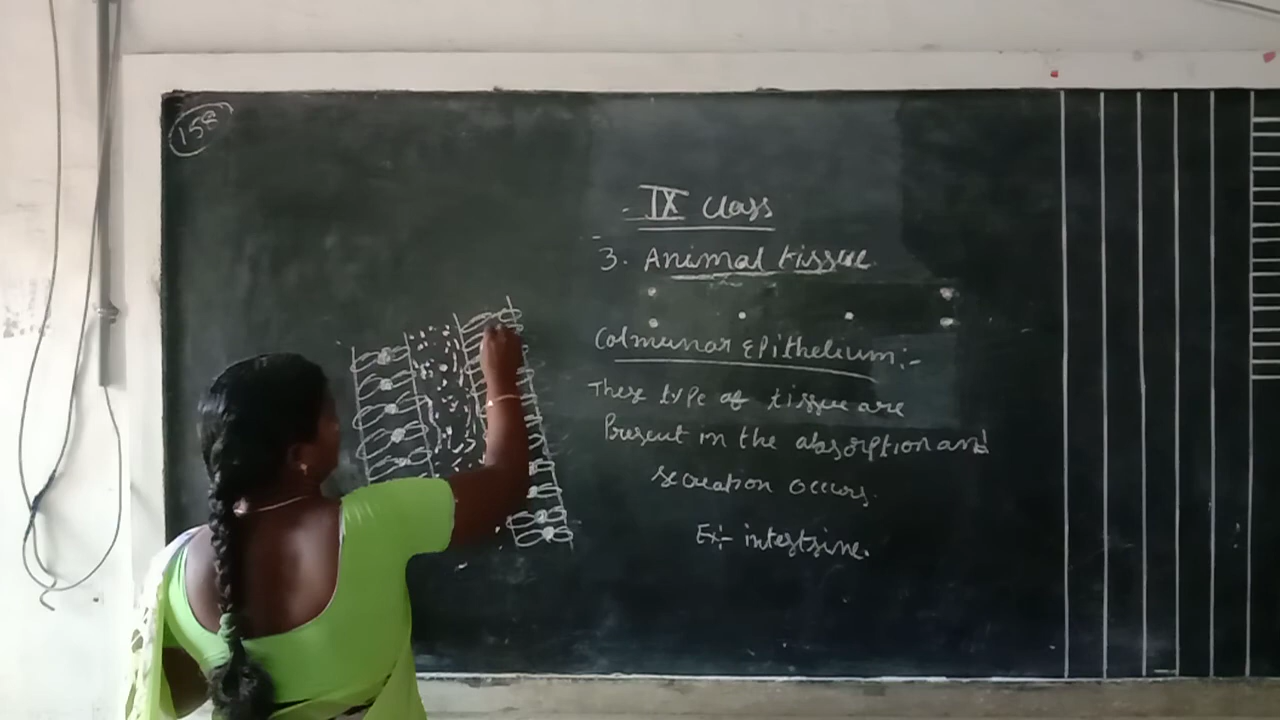 158
IX class
3. Animal tissue
Colmunar Epithelium:-
These type of tissue are
Present in the absorption and
secreation occurs.
Ex:- intestsine.